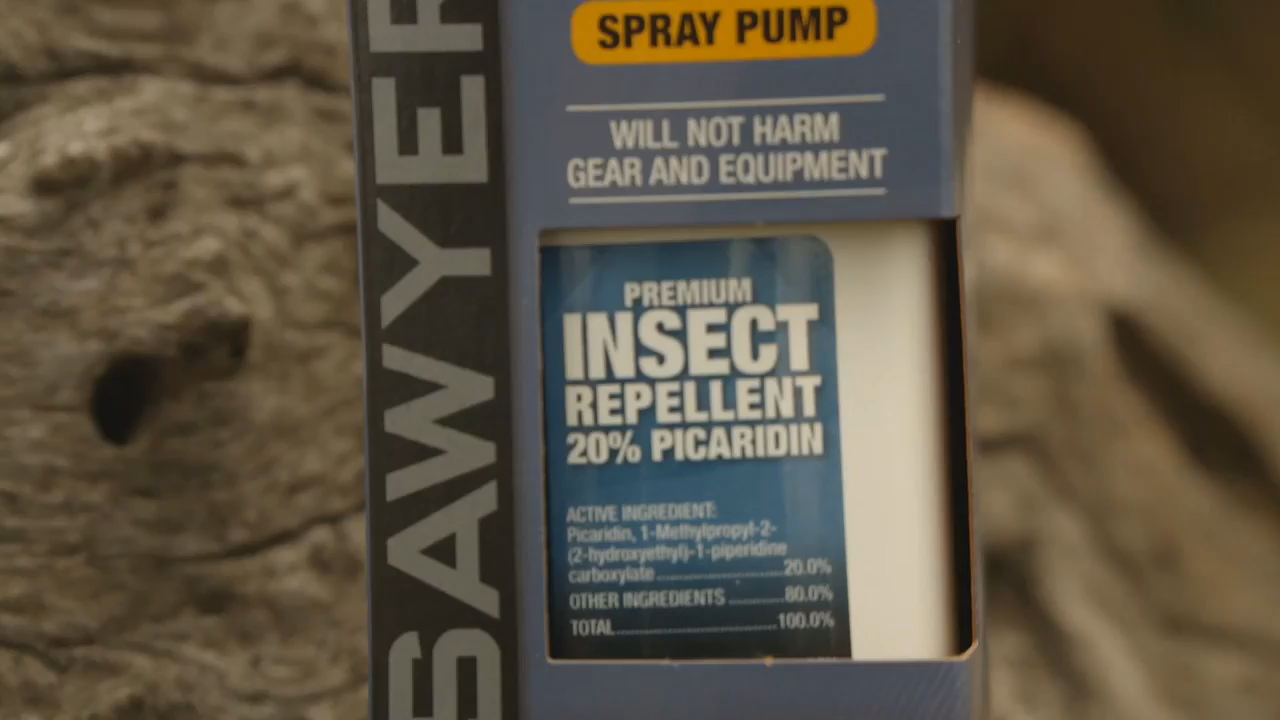 SAWYER
SPRAY PUMP
WILL NOT HARM
GEAR AND EQUIPMENT
PREMIUM
INSECT
REPELLENT
20% PICARIDIN
ACTIVE INGREDIENT:
Picaridin, 1-Methylpropyl-2-
(2-hydroxyethyl)-1-piperidine
carboxylate....................20.0%
OTHER INGREDIENTS ..........80.0%
TOTAL............................100.0%